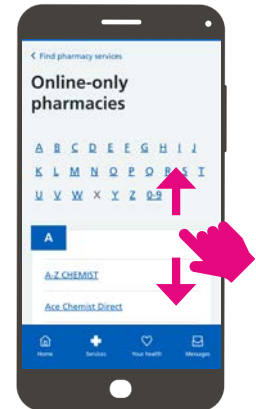 Find pharmacy services
Online-only
pharmacies
A B C D E F G H I J
K L M N O P Q R S T
U V W X Y Z 0-9
A
A-Z CHEMIST
Ace Chemist Direct
Home Services Your health Messages